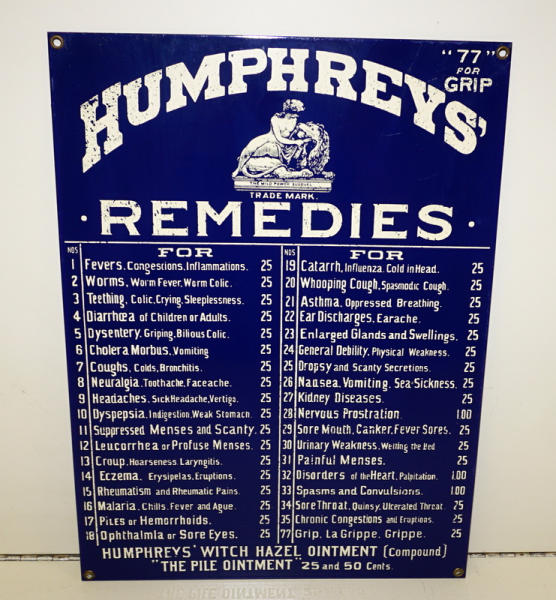 "77"
FOR
GRIP
HUMPHREYS'
THE MILD POWER SUBDUES
TRADE MARK.
· REMEDIES ·
NOS FOR
1 Fevers, Congestions, Inflammations. 25
2 Worms, Worm Fever, Worm Colic. 25
3 Teething, Colic, Crying, Sleeplessness. 25
4 Diarrhœa of Children or Adults. 25
5 Dysentery, Griping, Bilious Colic. 25
6 Cholera Morbus, Vomiting 25
7 Coughs, Colds, Bronchitis. 25
8 Neuralgia, Toothache, Faceache. 25
9 Headaches, Sick Headache, Vertigo. 25
10 Dyspepsia, Indigestion, Weak Stomach. 25
11 Suppressed Menses and Scanty. 25
12 Leucorrhea or Profuse Menses. 25
13 Croup, Hoarseness, Laryngitis. 25
14 Eczema, Erysipelas, Eruptions. 25
15 Rheumatism and Rheumatic Pains. 25
16 Malaria, Chills, Fever and Ague. 25
17 Piles or Hemorrhoids. 25
18 Ophthalmia or Sore Eyes. 25
NOS FOR
19 Catarrh, Influenza, Cold in Head. 25
20 Whooping Cough, Spasmodic Cough. 25
21 Asthma, Oppressed Breathing. 25
22 Ear Discharges, Earache. 25
23 Enlarged Glands and Swellings. 25
24 General Debility, Physical Weakness. 25
25 Dropsy and Scanty Secretions. 25
26 Nausea, Vomiting, Sea-Sickness. 25
27 Kidney Diseases. 25
28 Nervous Prostration. 1.00
29 Sore Mouth, Canker, Fever Sores. 25
30 Urinary Weakness, Wetting the Bed 25
31 Painful Menses. 25
32 Disorders of the Heart, Palpitation. 1.00
33 Spasms and Convulsions. 1.00
34 Sore Throat, Quinsy, Ulcerated Throat. 25
35 Chronic Congestions and Eruptions. 25
77 Grip, La Grippe, Grippe. 25
HUMPHREYS' WITCH HAZEL OINTMENT (Compound)
"THE PILE OINTMENT" 25 and 50 Cents.